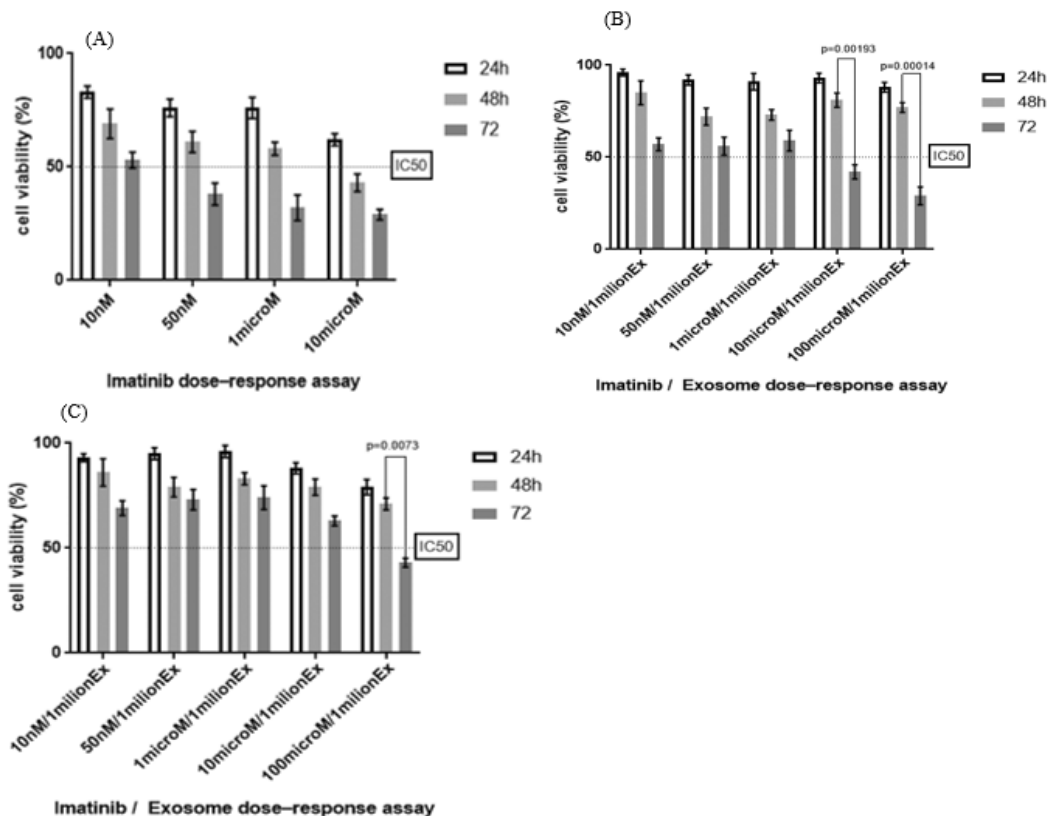 (A)
100
50
0
cell viability (%)
24h
48h
72
IC50
10nM
50nM
1microM
10microM
Imatinib dose–response assay
(B)
p=0.00193
p=0.00014
100
50
0
cell viability (%)
24h
48h
72
IC50
10nM/1milionEx
50nM/1milionEx
1microM/1milionEx
10microM/1milionEx
100microM/1milionEx
Imatinib / Exosome dose–response assay
(C)
p=0.0073
100
50
0
cell viability (%)
24h
48h
72
IC50
10nM/1milionEx
50nM/1milionEx
1microM/1milionEx
10microM/1milionEx
100microM/1milionEx
Imatinib / Exosome dose–response assay